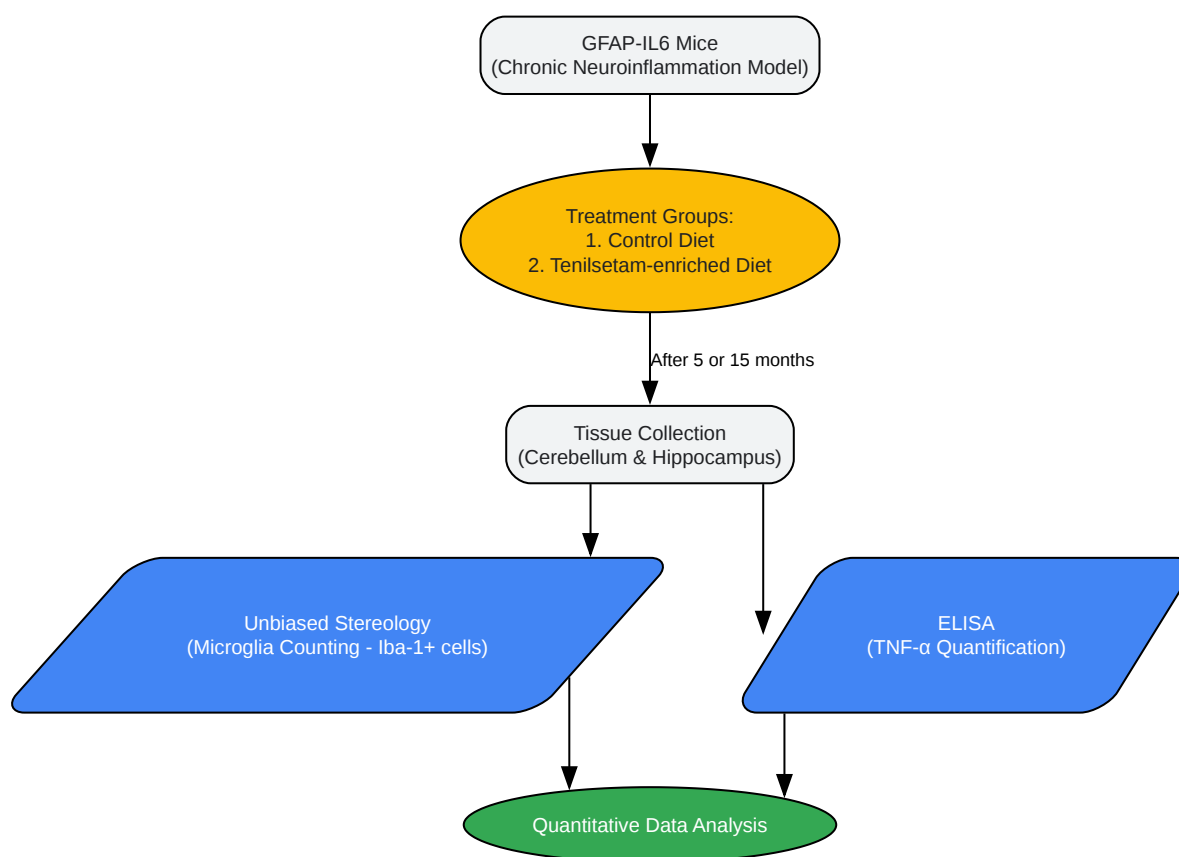 GFAP-IL6 Mice
(Chronic Neuroinflammation Model)
Treatment Groups:
1. Control Diet
2. Tenilsetam-enriched Diet
After 5 or 15 months
Tissue Collection
(Cerebellum & Hippocampus)
Unbiased Stereology
(Microglia Counting - Iba-1+ cells)
ELISA
(TNF-α Quantification)
Quantitative Data Analysis